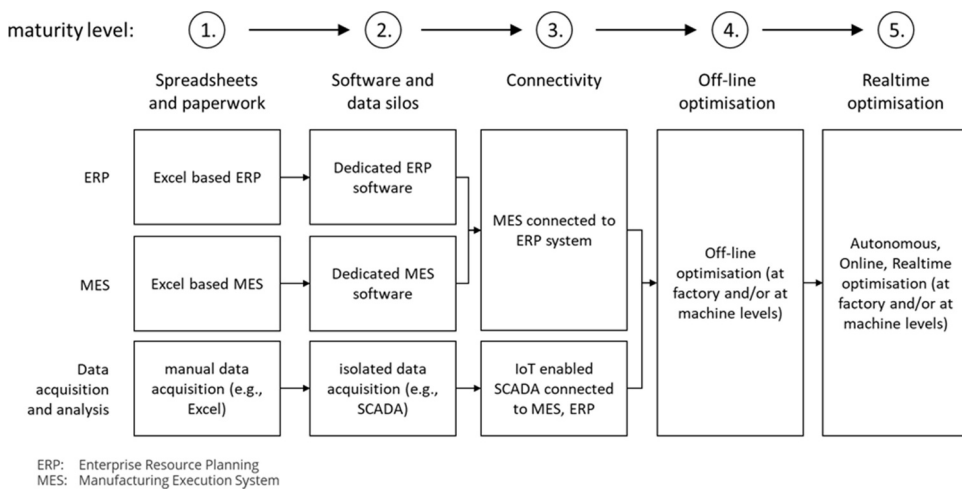 maturity level: 1. 2. 3. 4. 5.
Spreadsheets
and paperwork
Software and
data silos
Connectivity
Off-line
optimisation
Realtime
optimisation
ERP
Excel based ERP
Dedicated ERP
software
MES
Excel based MES
Dedicated MES
software
MES connected to
ERP system
Off-line
optimisation (at
factory and/or at
machine levels)
Autonomous,
Online, Realtime
optimisation (at
factory and/or at
machine levels)
Data
acquisition
and analysis
manual data
acquisition (e.g.,
Excel)
isolated data
acquisition (e.g.,
SCADA)
IoT enabled
SCADA connected
to MES, ERP
ERP: Enterprise Resource Planning
MES: Manufacturing Execution System